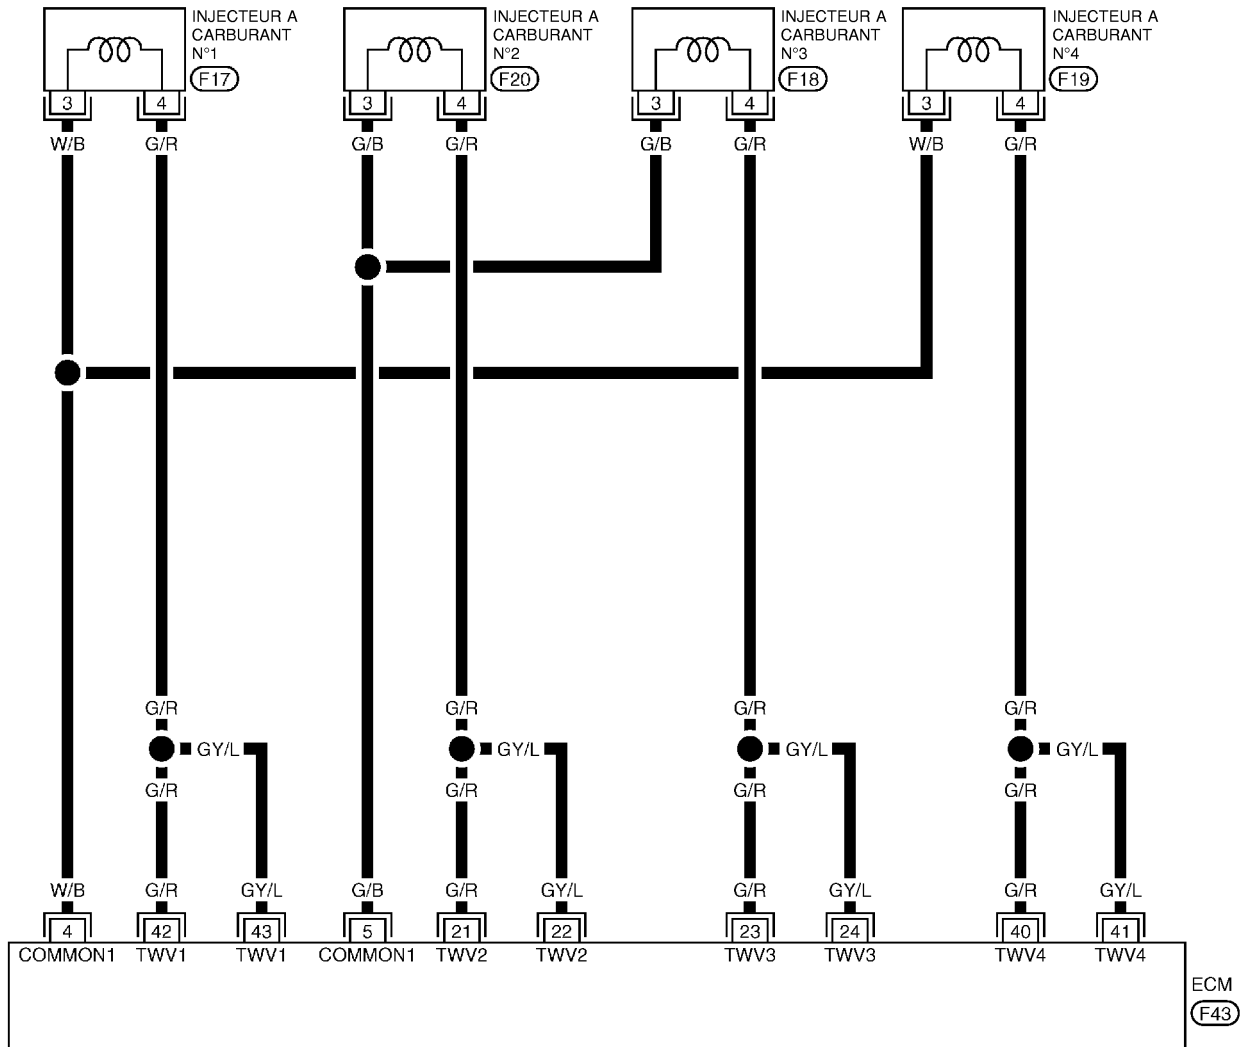 INJECTEUR A
CARBURANT
N°1
F17
INJECTEUR A
CARBURANT
N°2
F20
INJECTEUR A
CARBURANT
N°3
F18
INJECTEUR A
CARBURANT
N°4
F19
3 4 3 4 3 4 3 4
W/B G/R G/B G/R G/B G/R W/B G/R
G/R G/R G/R G/R
GY/L GY/L GY/L GY/L
G/R G/R G/R G/R
W/B G/R GY/L G/B G/R GY/L G/R GY/L G/R GY/L
4 42 43 5 21 22 23 24 40 41
COMMON1 TWV1 TWV1 COMMON1 TWV2 TWV2 TWV3 TWV3 TWV4 TWV4
ECM
F43